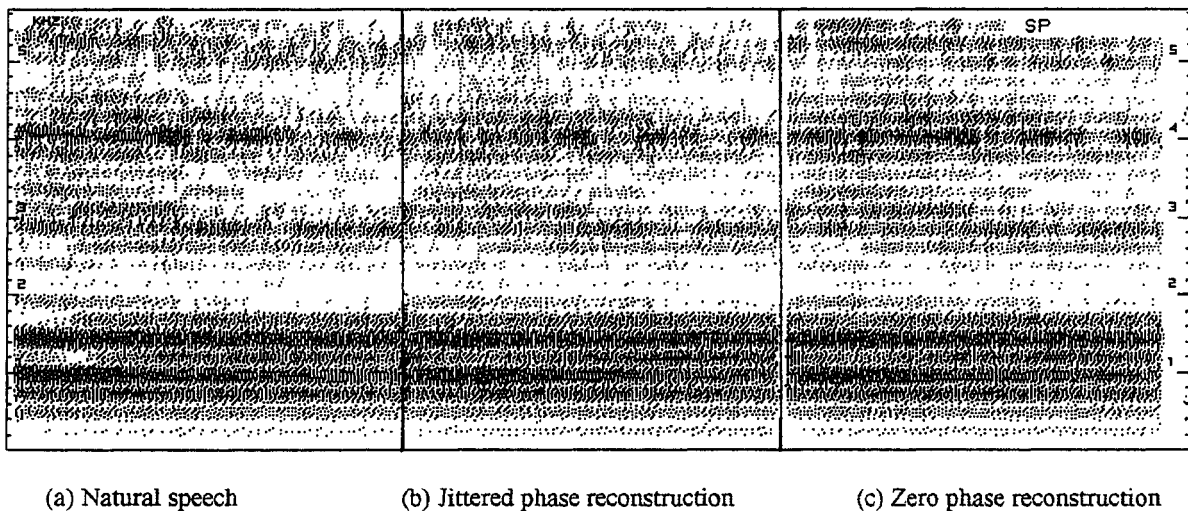 KHZ
SP
5
5
4
3
3
2
2
1
1
(a) Natural speech
(b) Jittered phase reconstruction
(c) Zero phase reconstruction